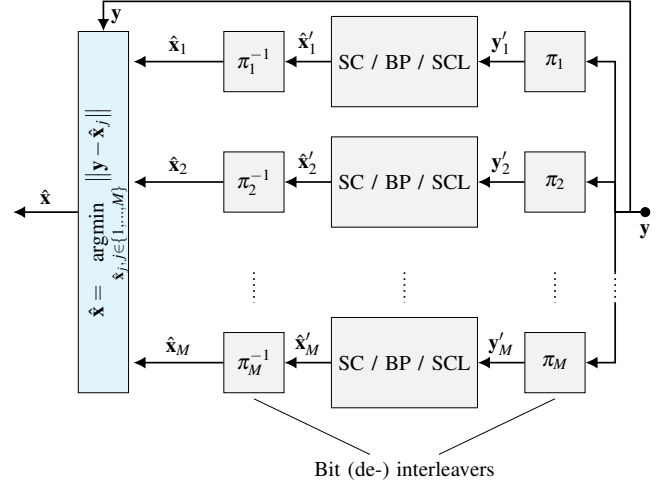 y
x̂₁ π₁⁻¹ x̂′₁ SC / BP / SCL y′₁ π₁
x̂₂ π₂⁻¹ x̂′₂ SC / BP / SCL y′₂ π₂
x̂
y
x̂ = argmin ||y − x̂ⱼ||
x̂ⱼ, j∈{1,...,M}
x̂_M π_M⁻¹ x̂′_M SC / BP / SCL y′_M π_M
Bit (de-) interleavers